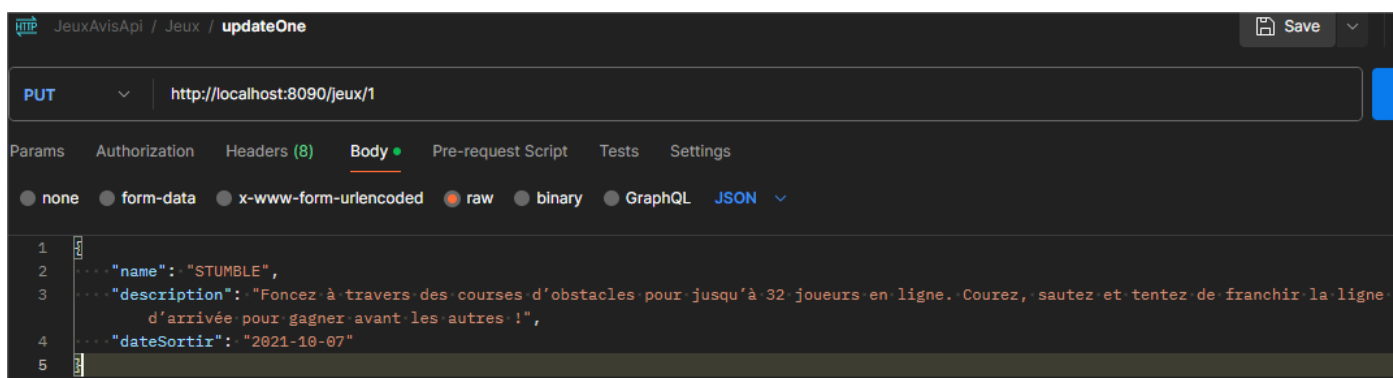 HTTP JeuxAvisApi / Jeux / updateOne Save
PUT http://localhost:8090/jeux/1
Params Authorization Headers (8) Body Pre-request Script Tests Settings
none form-data x-www-form-urlencoded raw binary GraphQL JSON
1 {
2 "name": "STUMBLE",
3 "description": "Foncez à travers des courses d’obstacles pour jusqu’à 32 joueurs en ligne. Courez, sautez et tentez de franchir la ligne
d’arrivée pour gagner avant les autres !",
4 "dateSortir": "2021-10-07"
5 }